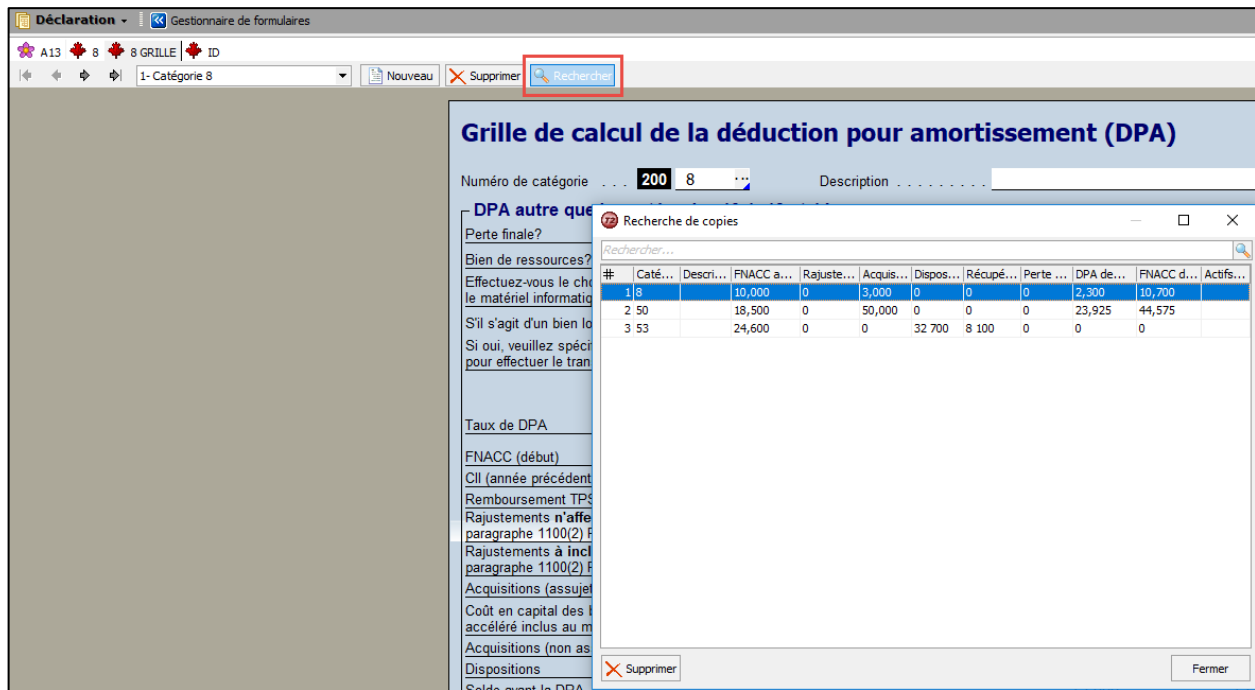 Déclaration Gestionnaire de formulaires
A13 8 8 GRILLE ID
1- Catégorie 8 Nouveau Supprimer Rechercher
Grille de calcul de la déduction pour amortissement (DPA)
Numéro de catégorie . . . 200 8 ... Description . . . . . . . . .
DPA autre que
Perte finale?
Bien de ressources?
Effectuez-vous le cho
le matériel informatiq
S'il s'agit d'un bien lo
Si oui, veuillez spécif
pour effectuer le tran
Taux de DPA
FNACC (début)
CII (année précédent
Remboursement TPS
Rajustements n'affe
paragraphe 1100(2) R
Rajustements à incl
paragraphe 1100(2) R
Acquisitions (assujet
Coût en capital des b
accéléré inclus au m
Acquisitions (non as
Dispositions
Solde avant la DPA
T2 Recherche de copies
Rechercher...
# Caté... Descri... FNACC a... Rajuste... Acquis... Dispos... Récupé... Perte ... DPA de... FNACC d... Actifs...
1 8 10,000 0 3,000 0 0 0 2,300 10,700
2 50 18,500 0 50,000 0 0 0 23,925 44,575
3 53 24,600 0 0 32 700 8 100 0 0 0
Supprimer Fermer